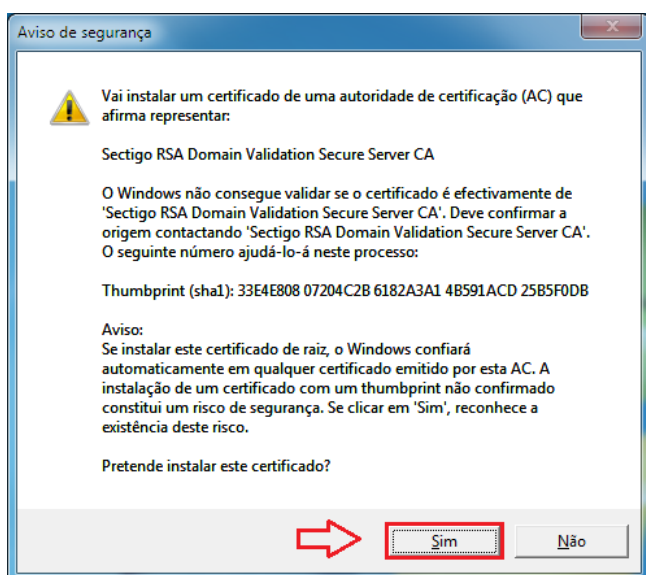 Aviso de segurança
Vai instalar um certificado de uma autoridade de certificação (AC) que
afirma representar:
Sectigo RSA Domain Validation Secure Server CA
O Windows não consegue validar se o certificado é efectivamente de
'Sectigo RSA Domain Validation Secure Server CA'. Deve confirmar a
origem contactando 'Sectigo RSA Domain Validation Secure Server CA'.
O seguinte número ajudá-lo-á neste processo:
Thumbprint (sha1): 33E4E808 07204C2B 6182A3A1 4B591ACD 25B5F0DB
Aviso:
Se instalar este certificado de raiz, o Windows confiará
automaticamente em qualquer certificado emitido por esta AC. A
instalação de um certificado com um thumbprint não confirmado
constitui um risco de segurança. Se clicar em 'Sim', reconhece a
existência deste risco.
Pretende instalar este certificado?
Sim
Não